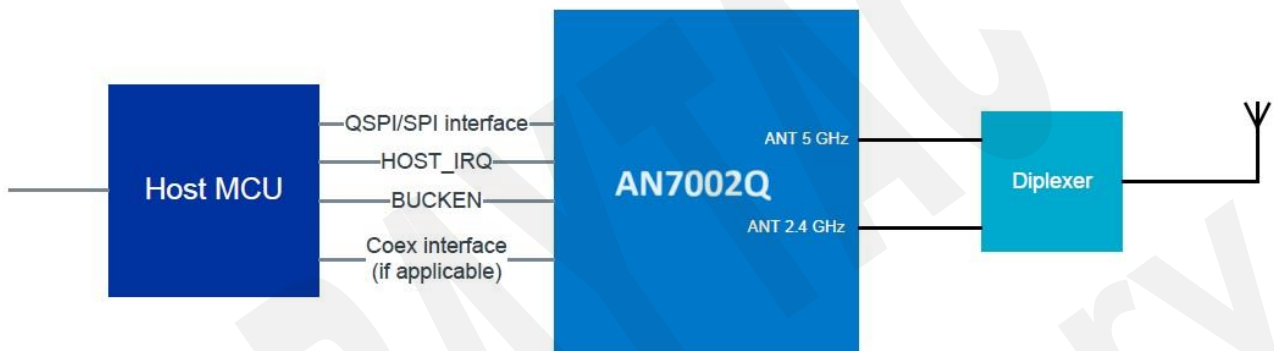 QSPI/SPI interface
HOST_IRQ
BUCKEN
Coex interface
(if applicable)
Host MCU
AN7002Q
ANT 5 GHz
ANT 2.4 GHz
Diplexer